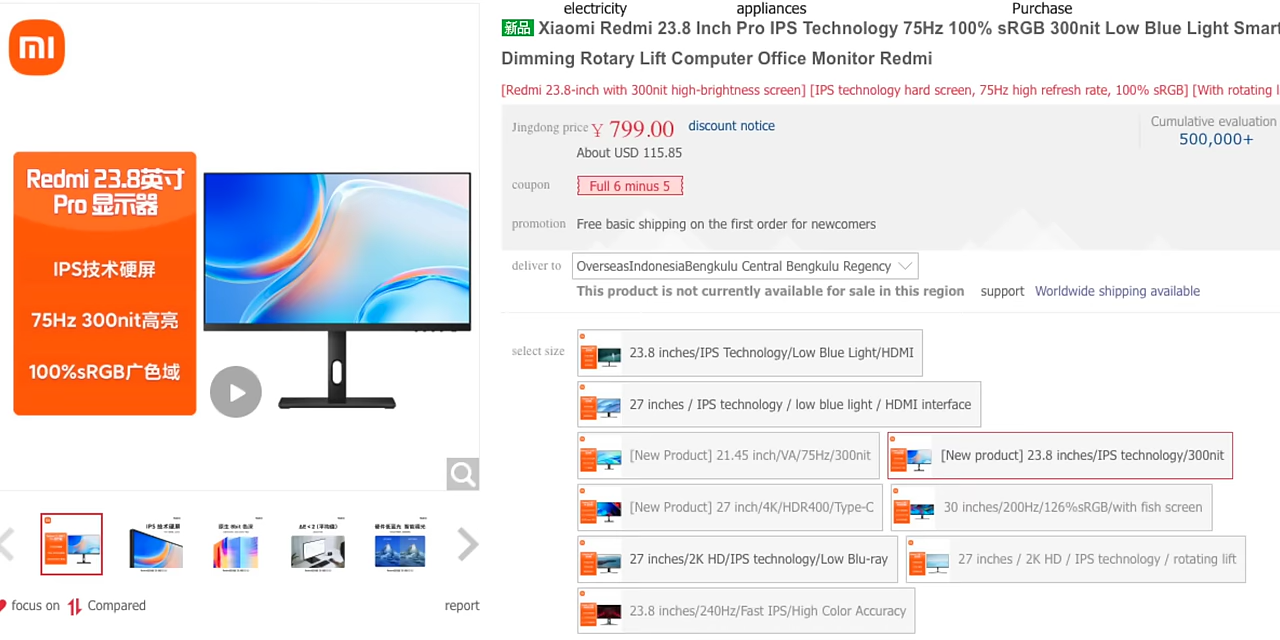 electricity appliances Purchase
新品 Xiaomi Redmi 23.8 Inch Pro IPS Technology 75Hz 100% sRGB 300nit Low Blue Light Smart
Dimming Rotary Lift Computer Office Monitor Redmi
[Redmi 23.8-inch with 300nit high-brightness screen] [IPS technology hard screen, 75Hz high refresh rate, 100% sRGB] [With rotating l
Jingdong price ¥ 799.00 discount notice
About USD 115.85
Cumulative evaluation
500,000+
coupon Full 6 minus 5
promotion Free basic shipping on the first order for newcomers
deliver to OverseasIndonesiaBengkulu Central Bengkulu Regency
This product is not currently available for sale in this region support Worldwide shipping available
select size
23.8 inches/IPS Technology/Low Blue Light/HDMI
27 inches / IPS technology / low blue light / HDMI interface
[New Product] 21.45 inch/VA/75Hz/300nit
[New product] 23.8 inches/IPS technology/300nit
[New Product] 27 inch/4K/HDR400/Type-C
30 inches/200Hz/126%sRGB/with fish screen
27 inches/2K HD/IPS technology/Low Blu-ray
27 inches / 2K HD / IPS technology / rotating lift
23.8 inches/240Hz/Fast IPS/High Color Accuracy
mi
Redmi 23.8英寸
Pro 显示器
IPS技术硬屏
75Hz 300nit高亮
100%sRGB广色域
IPS 技术硬屏
ΔE<2 (平均值)
focus on Compared report